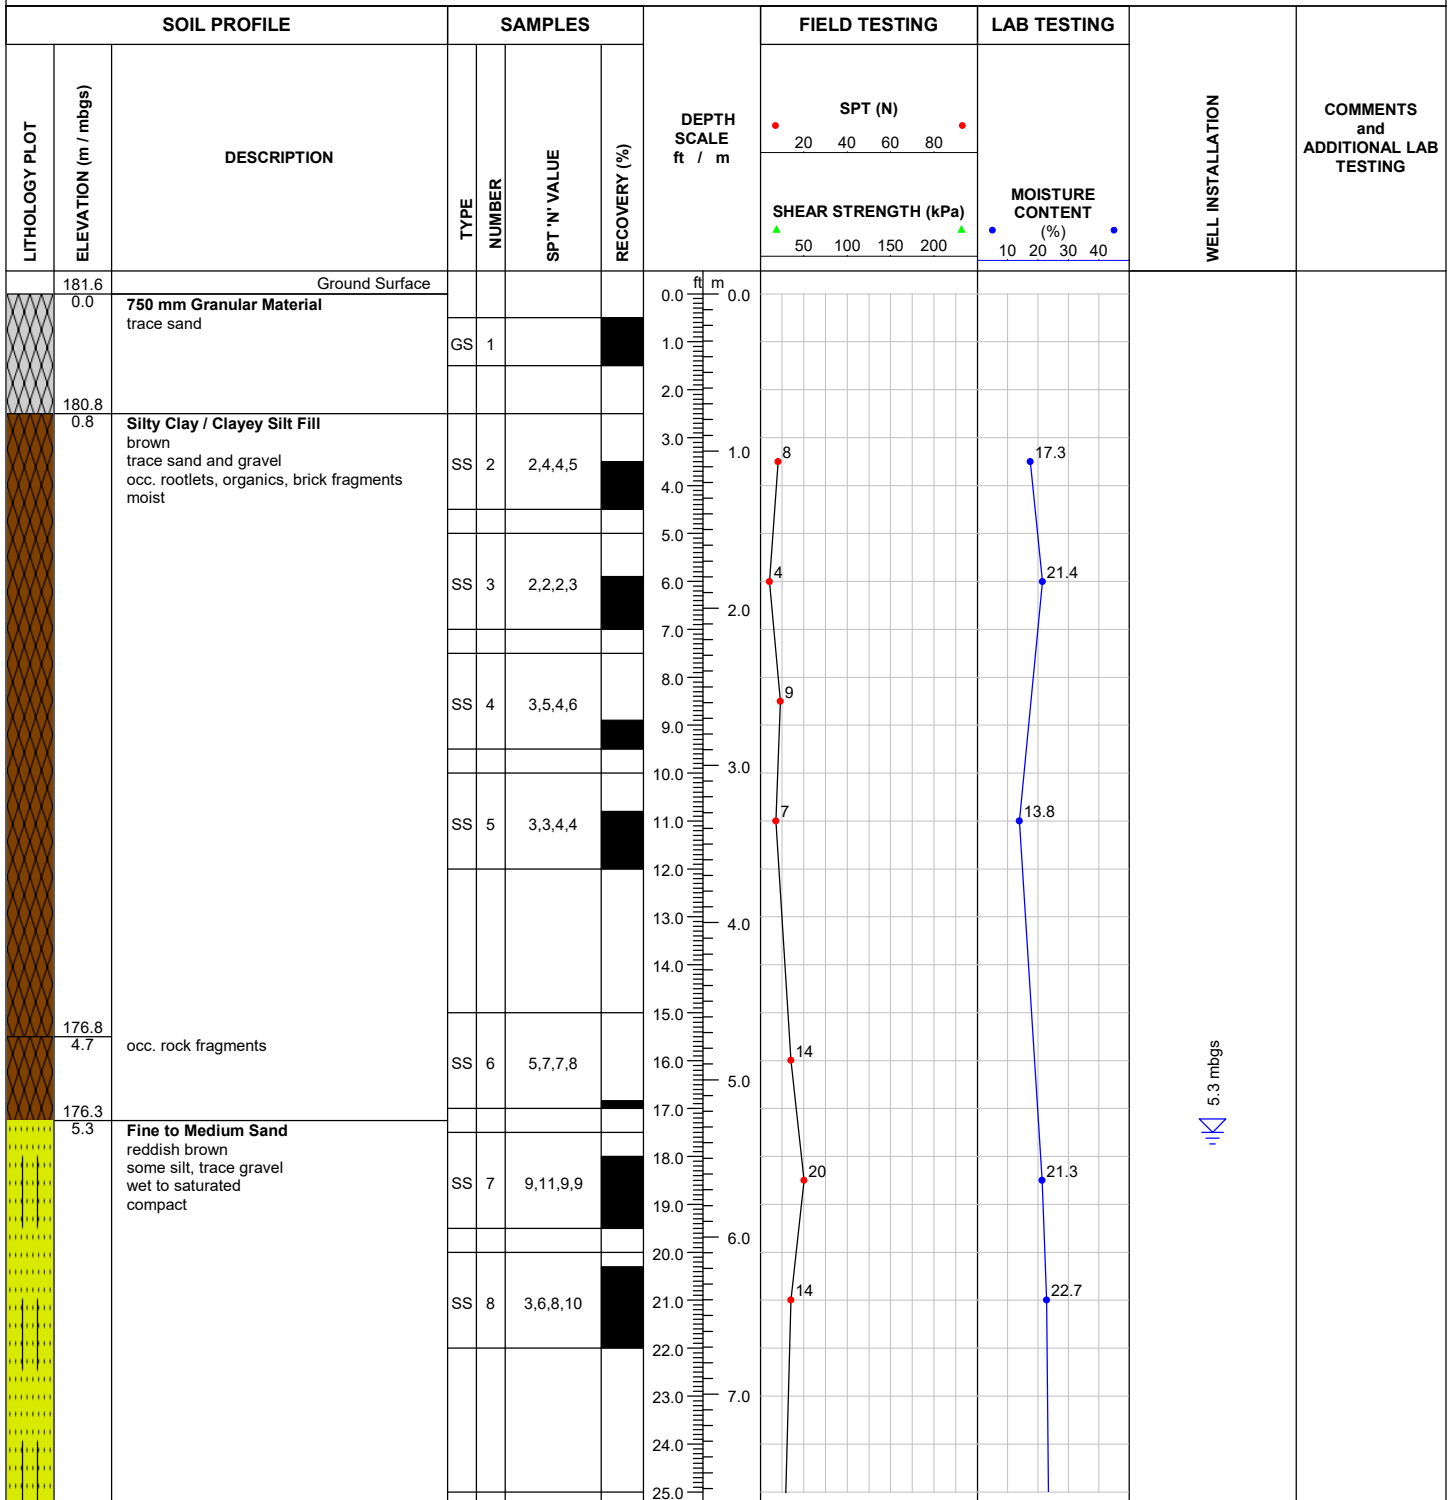 SOIL PROFILE
SAMPLES
FIELD TESTING
LAB TESTING
LITHOLOGY PLOT
ELEVATION (m / mbgs)
DESCRIPTION
TYPE
NUMBER
SPT 'N' VALUE
RECOVERY (%)
DEPTH
SCALE
ft / m
SPT (N)
20 40 60 80
SHEAR STRENGTH (kPa)
50 100 150 200
MOISTURE
CONTENT
(%)
10 20 30 40
WELL INSTALLATION
COMMENTS
and
ADDITIONAL LAB
TESTING
181.6 Ground Surface
0.0 750 mm Granular Material
trace sand
GS 1
180.8
0.8 Silty Clay / Clayey Silt Fill
brown
trace sand and gravel
occ. rootlets, organics, brick fragments
moist
SS 2 2,4,4,5
SS 3 2,2,2,3
SS 4 3,5,4,6
SS 5 3,3,4,4
176.8
4.7 occ. rock fragments
SS 6 5,7,7,8
176.3
5.3 Fine to Medium Sand
reddish brown
some silt, trace gravel
wet to saturated
compact
SS 7 9,11,9,9
SS 8 3,6,8,10
ft m
0.0 0.0
1.0
2.0
3.0
1.0
4.0
5.0
6.0
2.0
7.0
8.0
9.0
3.0
10.0
11.0
12.0
13.0
4.0
14.0
15.0
16.0
5.0
17.0
18.0
19.0
6.0
20.0
21.0
22.0
23.0
7.0
24.0
25.0
8
4
9
7
14
20
14
17.3
21.4
13.8
21.3
22.7
5.3 mbgs